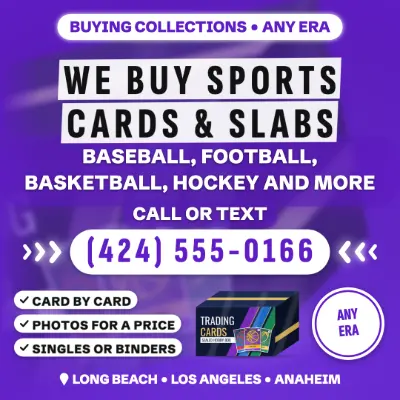 BUYING COLLECTIONS • ANY ERA
WE BUY SPORTS
CARDS & SLABS
BASEBALL, FOOTBALL,
BASKETBALL, HOCKEY AND MORE
CALL OR TEXT
(424) 555-0166
CARD BY CARD
PHOTOS FOR A PRICE
SINGLES OR BINDERS
TRADING
CARDS
ANY
ERA
LONG BEACH • LOS ANGELES • ANAHEIM